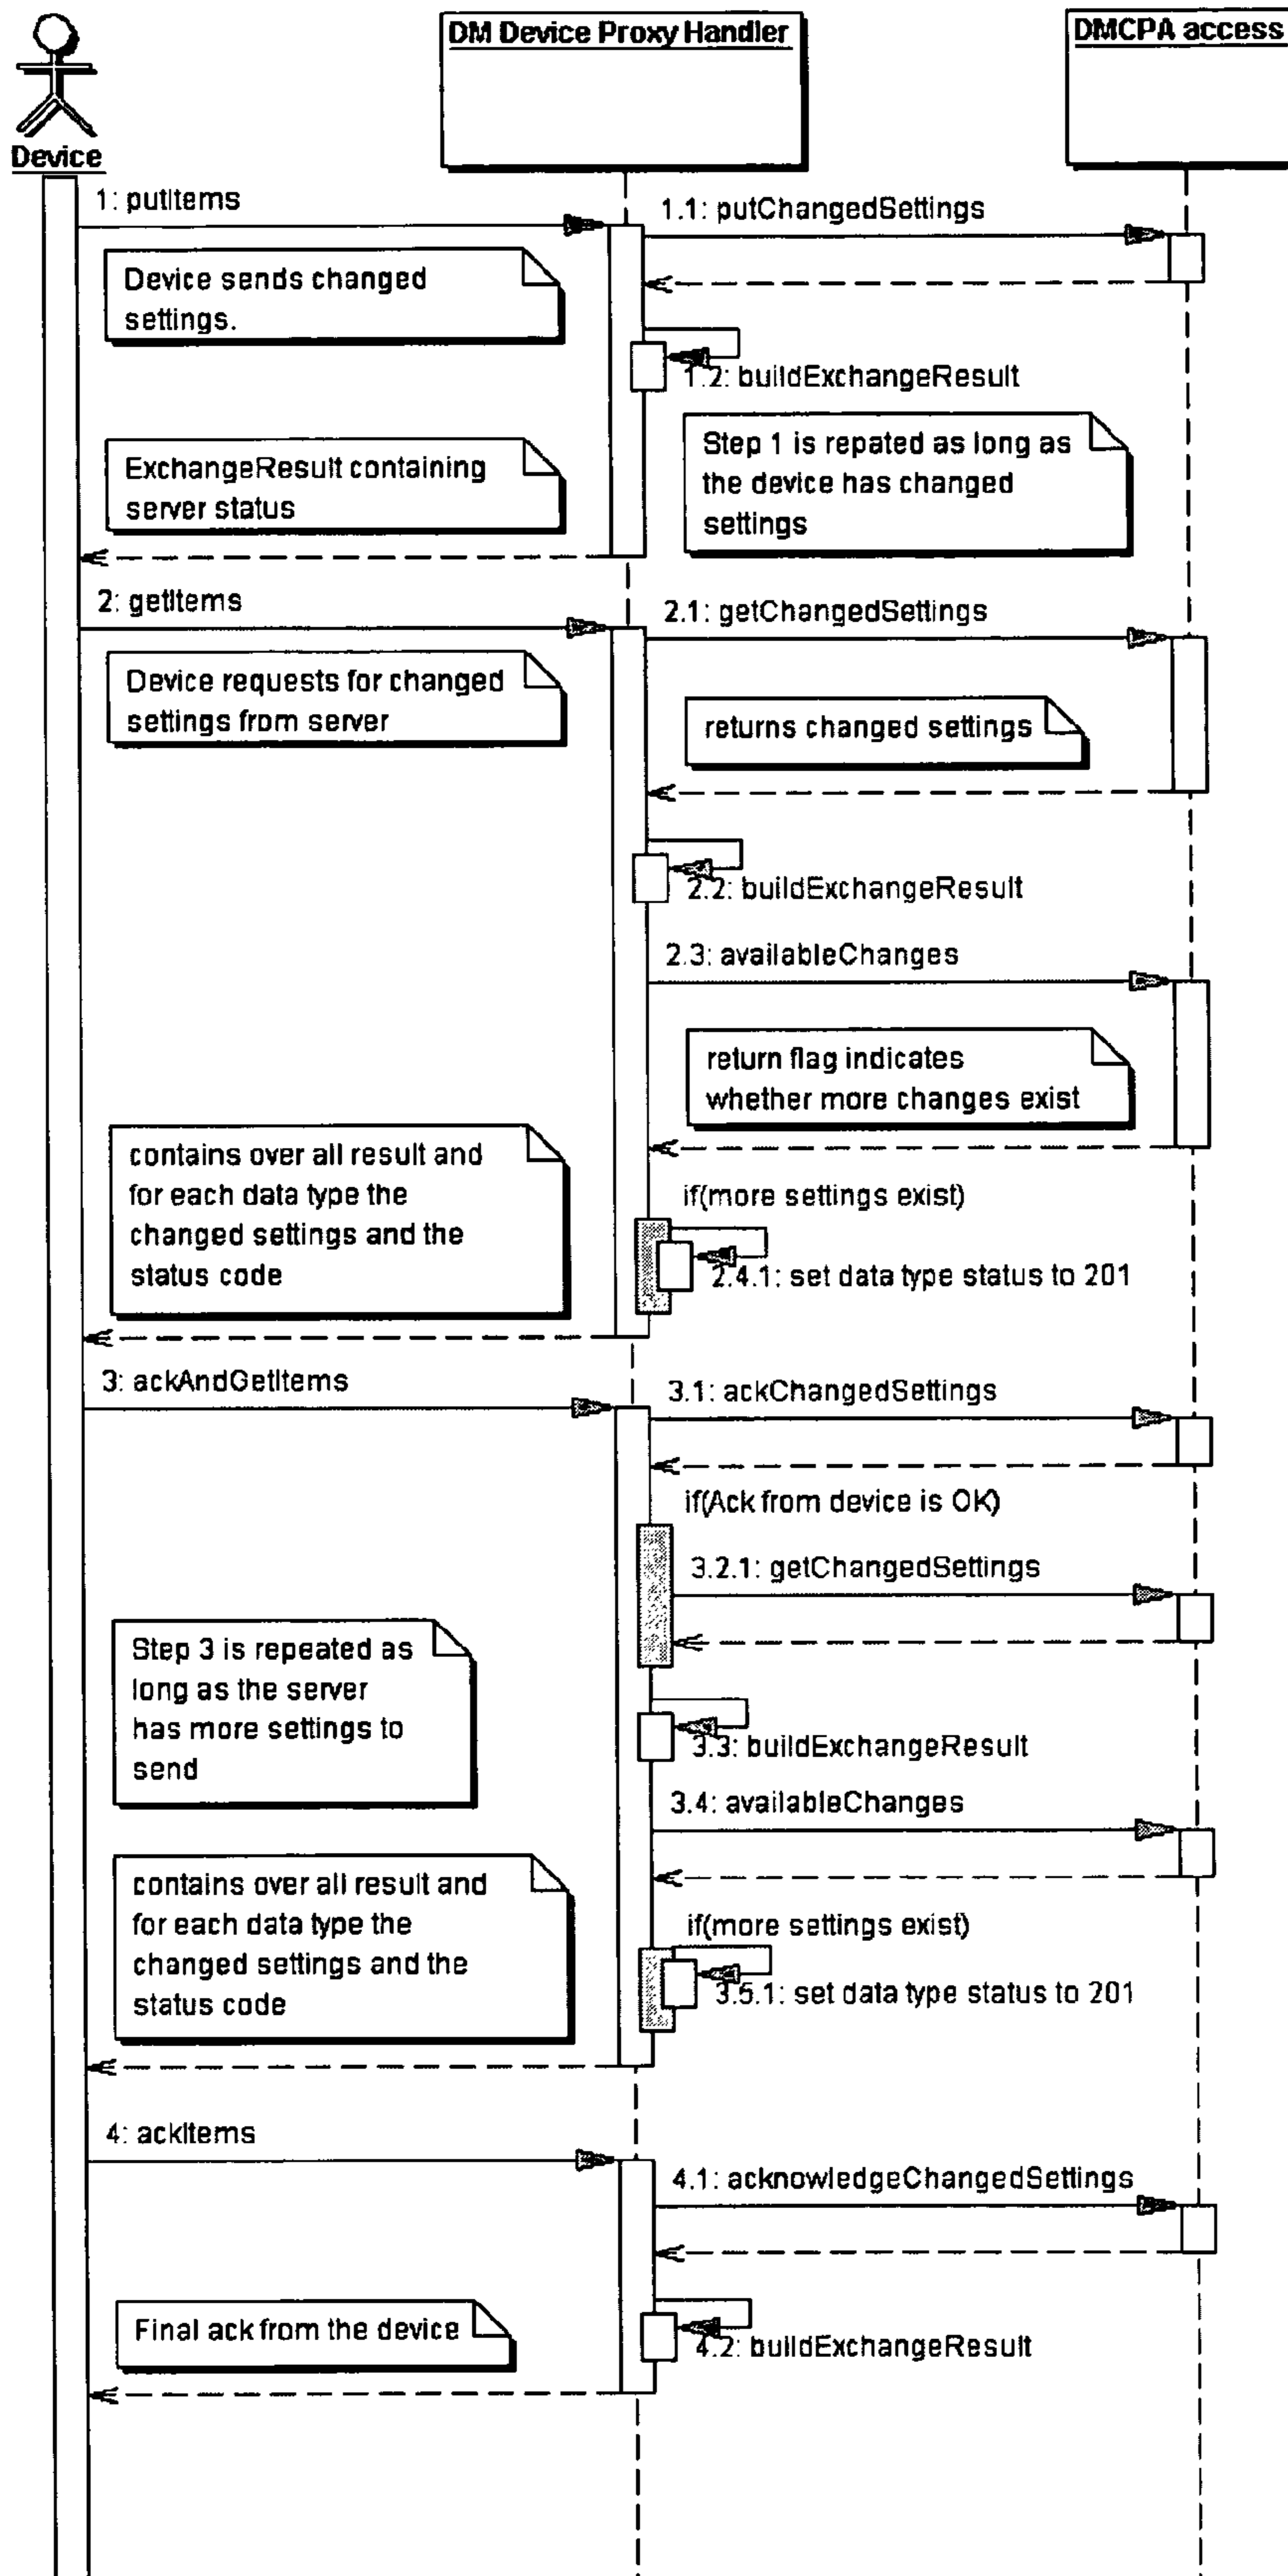 DM Device Proxy Handler
DMCPA access
Device
1: putItems
1.1: putChangedSettings
Device sends changed
settings.
1.2: buildExchangeResult
ExchangeResult containing
server status
Step 1 is repated as long as
the device has changed
settings
2: getItems
2.1: getChangedSettings
Device requests for changed
settings from server
returns changed settings
2.2: buildExchangeResult
2.3: availableChanges
return flag indicates
whether more changes exist
contains over all result and
for each data type the
changed settings and the
status code
if(more settings exist)
2.4.1: set data type status to 201
3: ackAndGetItems
3.1: ackChangedSettings
if(Ack from device is OK)
3.2.1: getChangedSettings
Step 3 is repeated as
long as the server
has more settings to
send
3.3: buildExchangeResult
3.4: availableChanges
contains over all result and
for each data type the
changed settings and the
status code
if(more settings exist)
3.5.1: set data type status to 201
4: ackItems
4.1: acknowledgeChangedSettings
Final ack from the device
4.2: buildExchangeResult